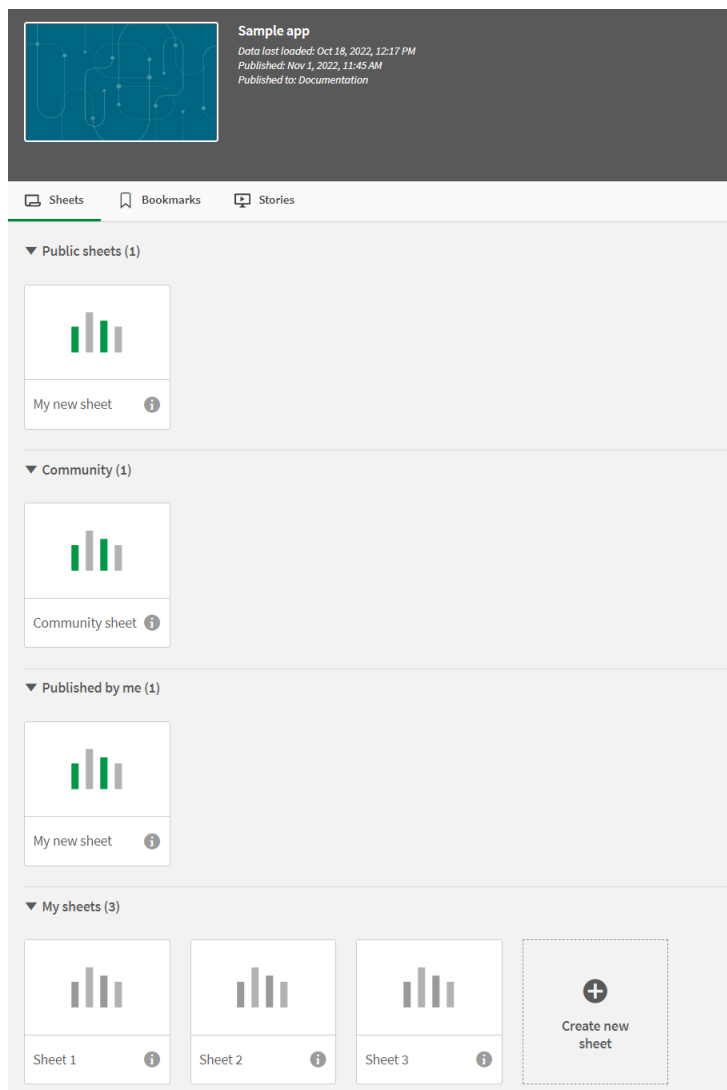 Sample app
Data last loaded: Oct 18, 2022, 12:17 PM
Published: Nov 1, 2022, 11:45 AM
Published to: Documentation
Sheets Bookmarks Stories
Public sheets (1)
My new sheet
Community (1)
Community sheet
Published by me (1)
My new sheet
My sheets (3)
Create new
sheet
Sheet 1 Sheet 2 Sheet 3